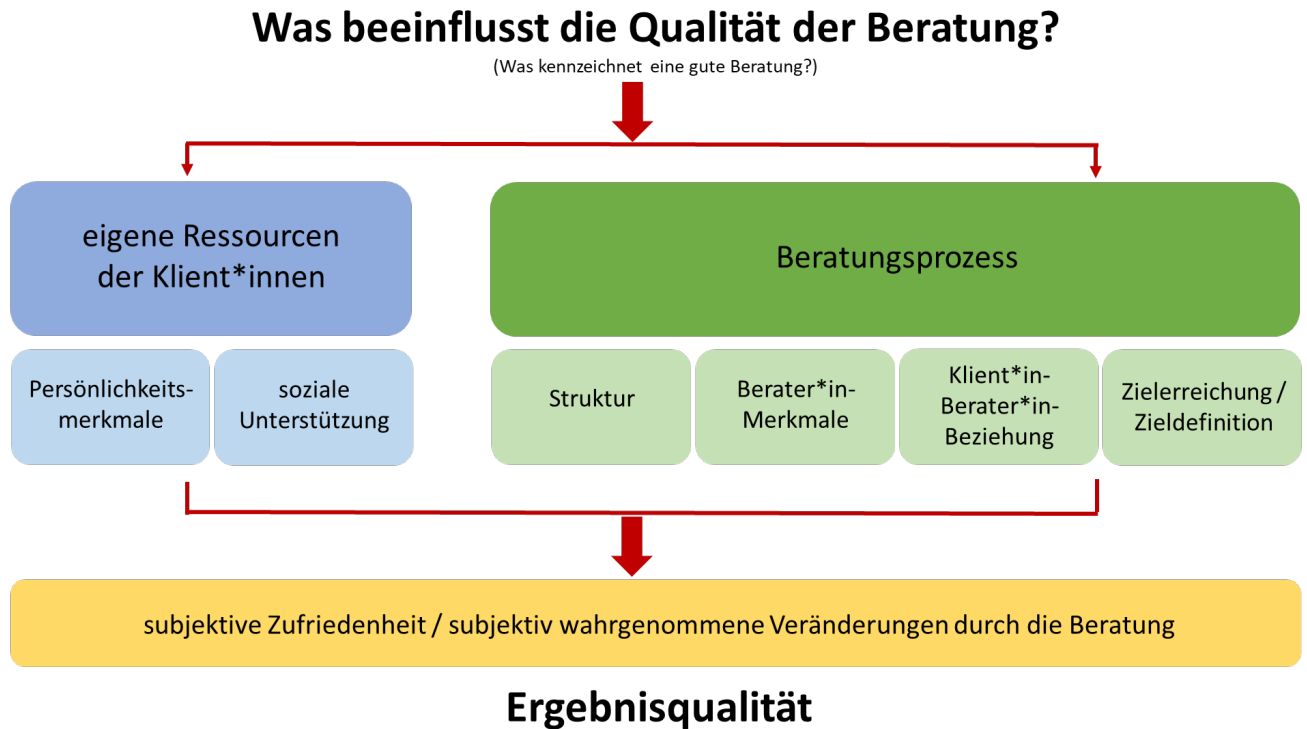 Was beeinflusst die Qualität der Beratung?
(Was kennzeichnet eine gute Beratung?)
eigene Ressourcen
der Klient*innen
Beratungsprozess
Persönlichkeits-
merkmale
soziale
Unterstützung
Struktur
Berater*in-
Merkmale
Klient*in-
Berater*in-
Beziehung
Zielerreichung /
Zieldefinition
subjektive Zufriedenheit / subjektiv wahrgenommene Veränderungen durch die Beratung
Ergebnisqualität